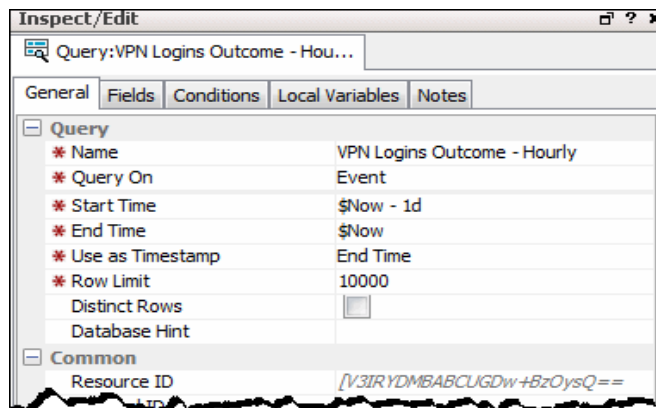 Inspect/Edit
Query:VPN Logins Outcome - Hou...
General Fields Conditions Local Variables Notes
Query
* Name VPN Logins Outcome - Hourly
* Query On Event
* Start Time $Now - 1d
* End Time $Now
* Use as Timestamp End Time
* Row Limit 10000
Distinct Rows
Database Hint
Common
Resource ID [V3IRYDMBABCUGDw+BzOysQ==